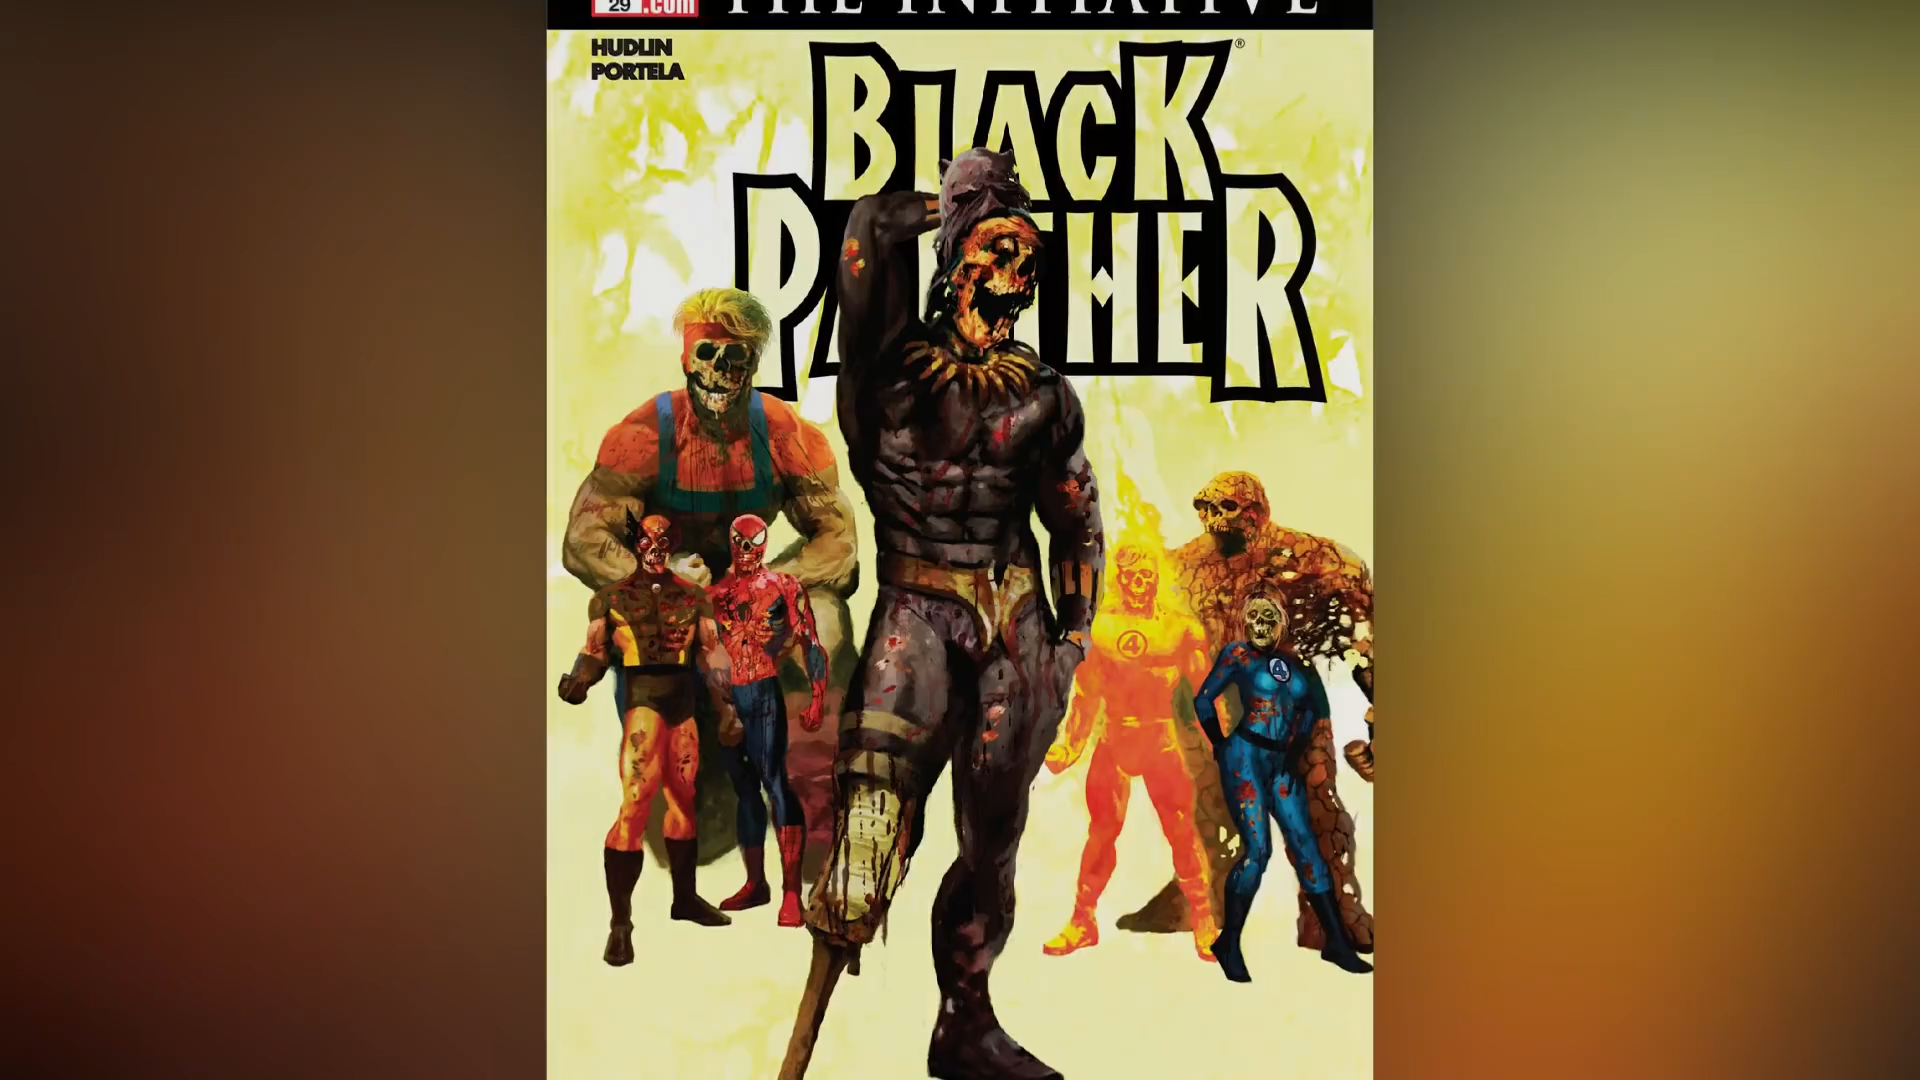 THE INITIATIVE
29 .com
HUDLIN
PORTELA
BLACK
PANTHER
®
4
4